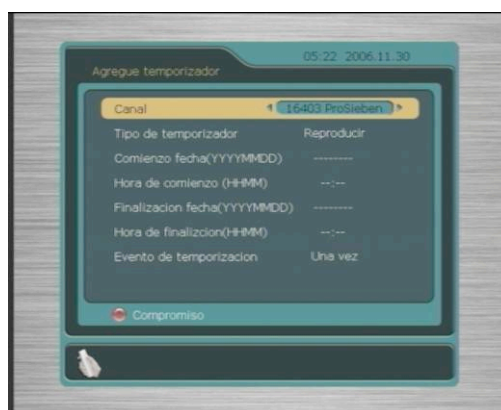 05:22 2006.11.30
Agregue temporizador
Canal 16403 ProSieben
Tipo de temporizador Reproducir
Comienzo fecha(YYYYMMDD) --------
Hora de comienzo (HHMM) --:--
Finalizacion fecha(YYYYMMDD) --------
Hora de finalizcion(HHMM) --:--
Evento de temporizacion Una vez
Compromiso